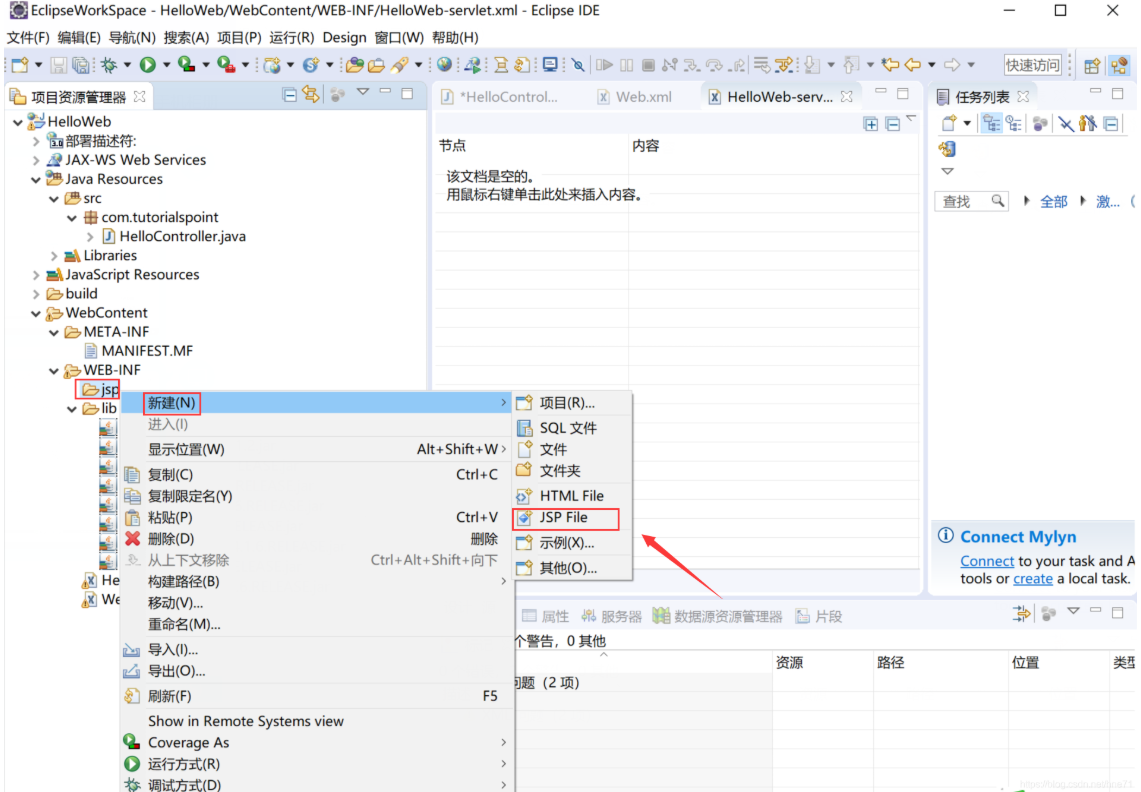 EclipseWorkSpace - HelloWeb/WebContent/WEB-INF/HelloWeb-servlet.xml - Eclipse IDE
文件(F) 编辑(E) 导航(N) 搜索(A) 项目(P) 运行(R) Design 窗口(W) 帮助(H)
快速访问
项目资源管理器
*HelloControl...
Web.xml
HelloWeb-serv...
任务列表
HelloWeb
部署描述符:
JAX-WS Web Services
Java Resources
src
com.tutorialspoint
HelloController.java
Libraries
JavaScript Resources
build
WebContent
META-INF
MANIFEST.MF
WEB-INF
jsp
lib
He
We
节点 内容
该文档是空的。
用鼠标右键单击此处来插入内容。
查找 全部 激...
新建(N)
进入(I)
显示位置(W) Alt+Shift+W
复制(C) Ctrl+C
复制限定名(Y)
粘贴(P) Ctrl+V
删除(D) 删除
从上下文移除 Ctrl+Alt+Shift+向下
构建路径(B)
移动(V)...
重命名(M)...
导入(I)...
导出(O)...
刷新(F) F5
Show in Remote Systems view
Coverage As
运行方式(R)
调试方式(D)
项目(R)...
SQL 文件
文件
文件夹
HTML File
JSP File
示例(X)...
其他(O)...
Connect Mylyn
Connect to your task and A
tools or create a local task.
属性 服务器 数据源资源管理器 片段
个警告，0 其他
资源 路径 位置 类型
问题（2 项）